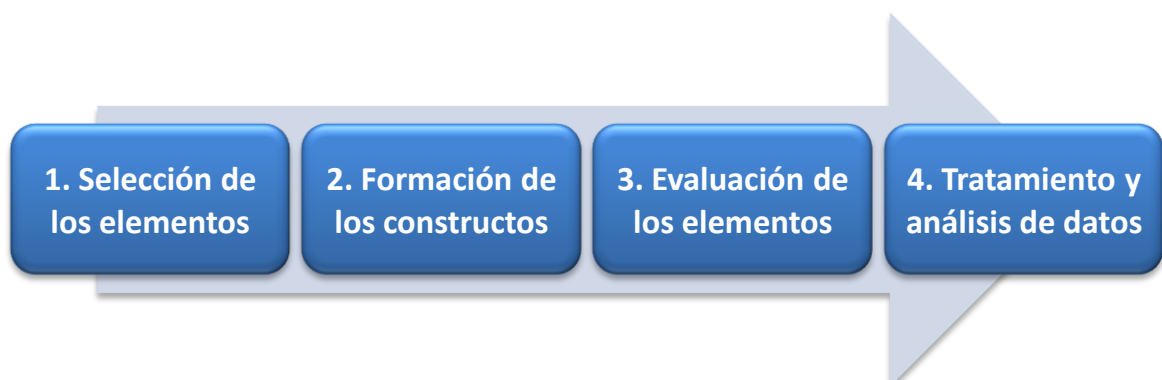 1. Selección de
los elementos
2. Formación de
los constructos
3. Evaluación de
los elementos
4. Tratamiento y
análisis de datos